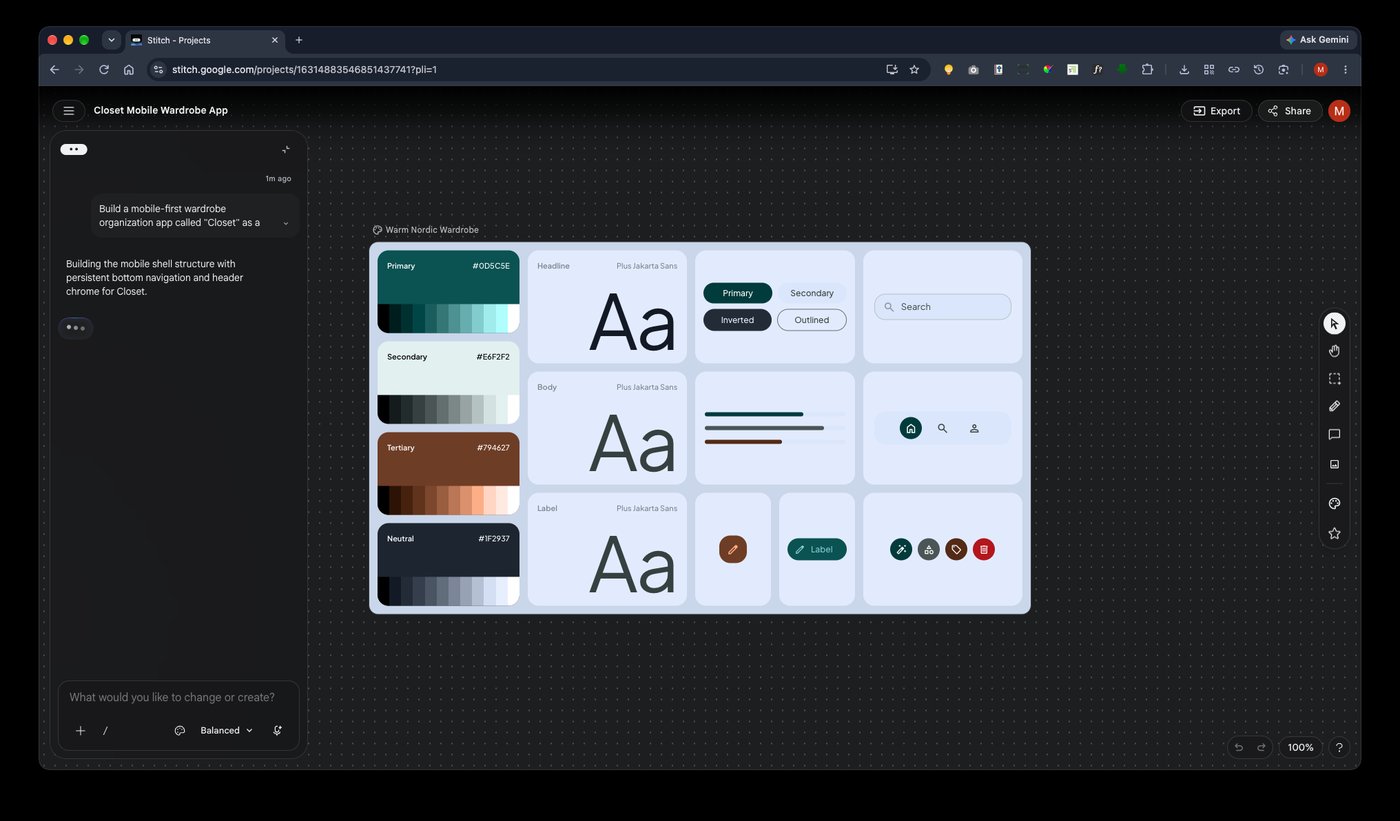 Stitch - Projects
Ask Gemini
stitch.google.com/projects/16314883546851437741?pli=1
f?
M
Closet Mobile Wardrobe App
Export
Share
M
1m ago
Build a mobile-first wardrobe
organization app called "Closet" as a
Building the mobile shell structure with
persistent bottom navigation and header
chrome for Closet.
What would you like to change or create?
/
Balanced
Warm Nordic Wardrobe
Primary
#0D5C5E
Secondary
#E6F2F2
Tertiary
#794627
Neutral
#1F2937
Headline
Plus Jakarta Sans
Aa
Body
Plus Jakarta Sans
Aa
Label
Plus Jakarta Sans
Aa
Primary
Secondary
Inverted
Outlined
Search
Label
100%
?